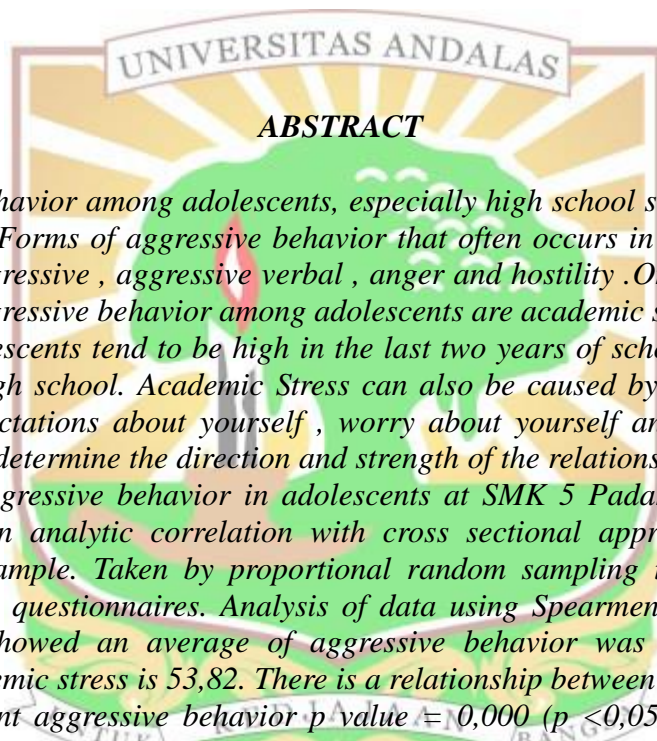 UNIVERSITAS ANDALAS
ABSTRACT
havior among adolescents, especially high school s
Forms of aggressive behavior that often occurs in
gressive , aggressive verbal , anger and hostility .O
gressive behavior among adolescents are academic s
escents tend to be high in the last two years of scho
gh school. Academic Stress can also be caused by
ctations about yourself , worry about yourself a
determine the direction and strength of the relations
ggressive behavior in adolescents at SMK 5 Pada
n analytic correlation with cross sectional appr
ample. Taken by proportional random sampling i
questionnaires. Analysis of data using Spearmen
howed an average of aggressive behavior was
emic stress is 53,82. There is a relationship between
nt aggressive behavior p value = 0,000 (p <0,05